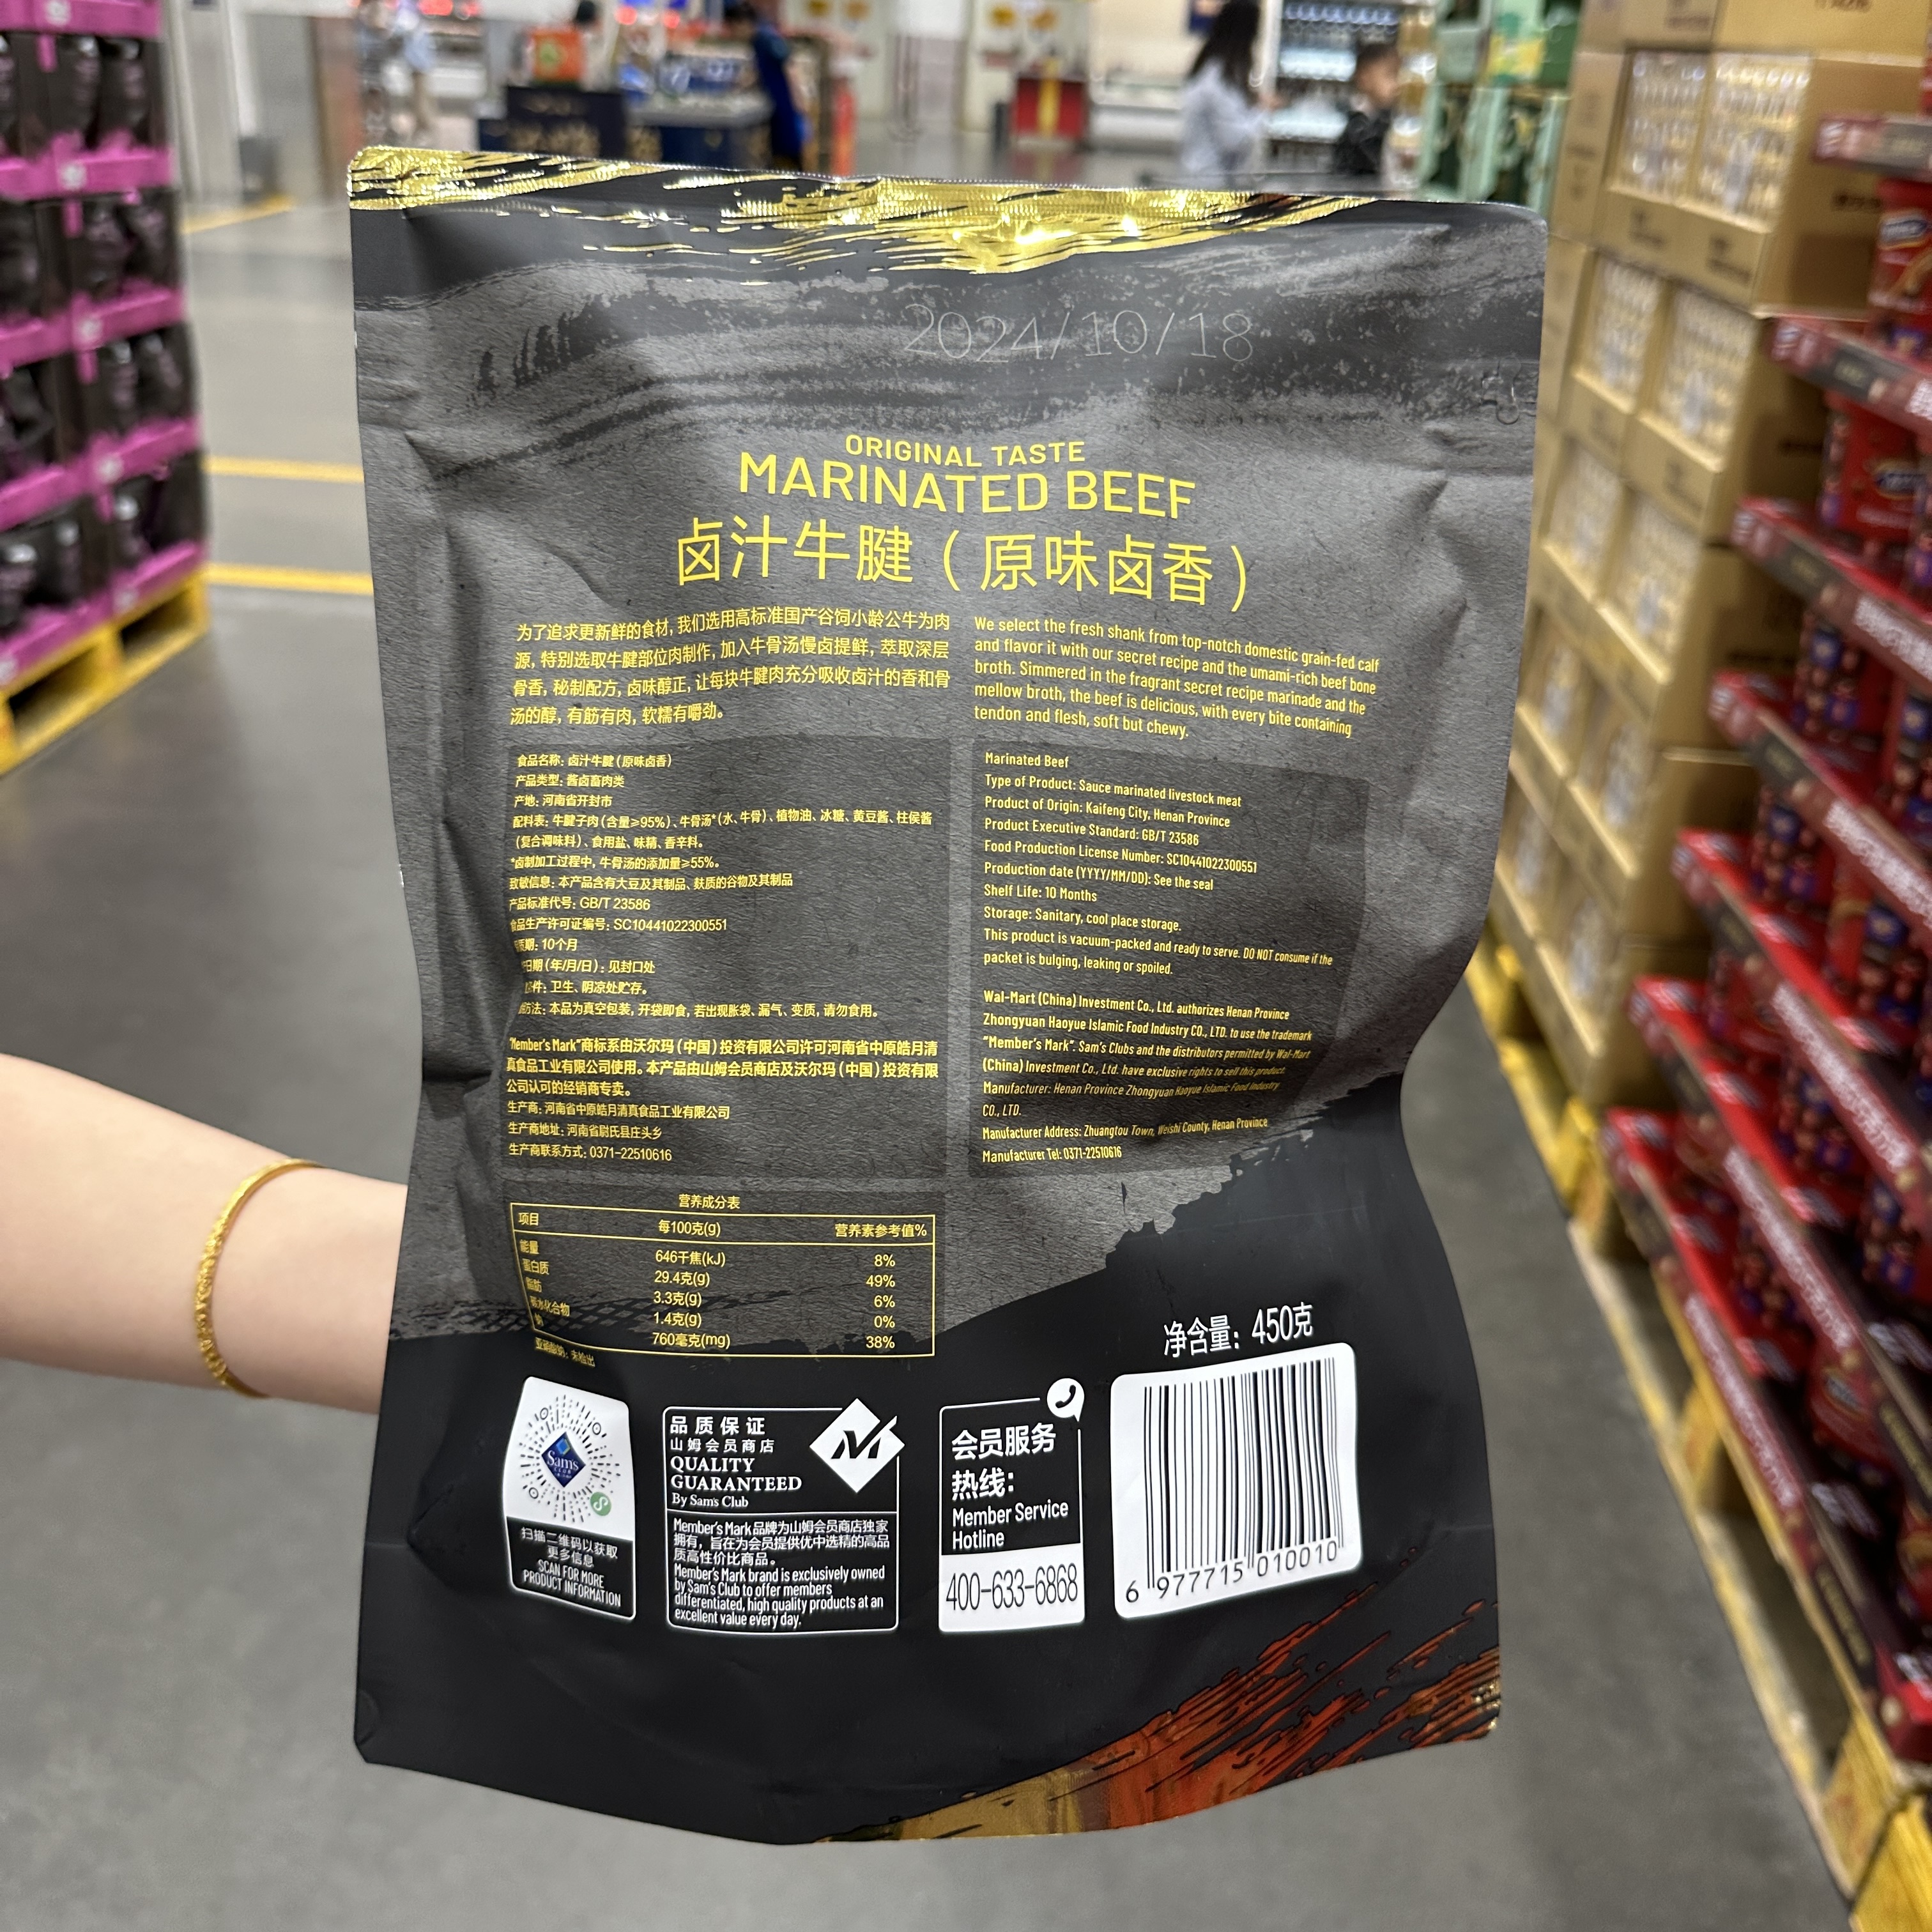 2024/10/18
ORIGINAL TASTE
MARINATED BEEF
卤汁牛腱（原味卤香）
为了追求更新鲜的食材，我们选用高标准国产谷饲小龄公牛为肉
源，特别选取牛腱部位肉制作，加入牛骨汤慢卤提鲜，萃取深层
骨香，秘制配方，卤味醇正，让每块牛腱肉充分吸收卤汁的香和骨
汤的醇，有筋有肉，软糯有嚼劲。
We select the fresh shank from top-notch domestic grain-fed calf
and flavor it with our secret recipe and the umami-rich beef bone
broth. Simmered in the fragrant secret recipe marinade and the
mellow broth, the beef is delicious, with every bite containing
tendon and flesh, soft but chewy.
食品名称：卤汁牛腱（原味卤香）
产品类型：酱卤畜肉类
产地：河南省开封市
配料表：牛腱子肉（含量≥95%）、牛骨汤*（水、牛骨）、植物油、冰糖、黄豆酱、柱侯酱
（复合调味料）、食用盐、味精、香辛料。
*卤制加工过程中，牛骨汤的添加量≥55%。
致敏信息：本产品含有大豆及其制品、麸质的谷物及其制品
产品标准代号：GB/T 23586
食品生产许可证编号：SC10441022300551
质期：10个月
日期（年/月/日）：见封口处
件：卫生、阴凉处贮存。
方法：本品为真空包装，开袋即食，若出现胀袋、漏气、变质，请勿食用。
"Member's Mark"商标系由沃尔玛（中国）投资有限公司许可河南省中原皓月清
真食品工业有限公司使用。本产品由山姆会员商店及沃尔玛（中国）投资有限
公司认可的经销商专卖。
生产商：河南省中原皓月清真食品工业有限公司
生产商地址：河南省尉氏县庄头乡
生产商联系方式：0371-22510616
Marinated Beef
Type of Product: Sauce marinated livestock meat
Product of Origin: Kaifeng City, Henan Province
Product Executive Standard: GB/T 23586
Food Production License Number: SC10441022300551
Production date (YYYY/MM/DD): See the seal
Shelf Life: 10 Months
Storage: Sanitary, cool place storage.
This product is vacuum-packed and ready to serve. DO NOT consume if the
packet is bulging, leaking or spoiled.
Wal-Mart (China) Investment Co., Ltd. authorizes Henan Province
Zhongyuan Haoyue Islamic Food Industry CO., LTD. to use the trademark
"Member's Mark". Sam's Clubs and the distributors permitted by Wal-Mart
(China) Investment Co., Ltd. have exclusive rights to sell this product.
Manufacturer: Henan Province Zhongyuan Haoyue Islamic Food Industry
CO., LTD.
Manufacturer Address: Zhuangtou Town, Weishi County, Henan Province
Manufacturer Tel: 0371-22510616
营养成分表
项目 每100克(g) 营养素参考值%
能量 646千焦(kJ) 8%
蛋白质 29.4克(g) 49%
脂肪 3.3克(g) 6%
碳水化合物 1.4克(g) 0%
钠 760毫克(mg) 38%
亚硝酸钠：未检出
净含量：450克
Sam's
CLUB
扫描二维码以获取
更多信息
SCAN FOR MORE
PRODUCT INFORMATION
品质保证
山姆会员商店
QUALITY
GUARANTEED
By Sam's Club
M
Member's Mark品牌为山姆会员商店独家
拥有，旨在为会员提供优中选精的高品
质高性价比商品。
Member's Mark brand is exclusively owned
by Sam's Club to offer members
differentiated, high quality products at an
excellent value every day.
会员服务
热线：
Member Service
Hotline
400-633-6868
6 977715 010010